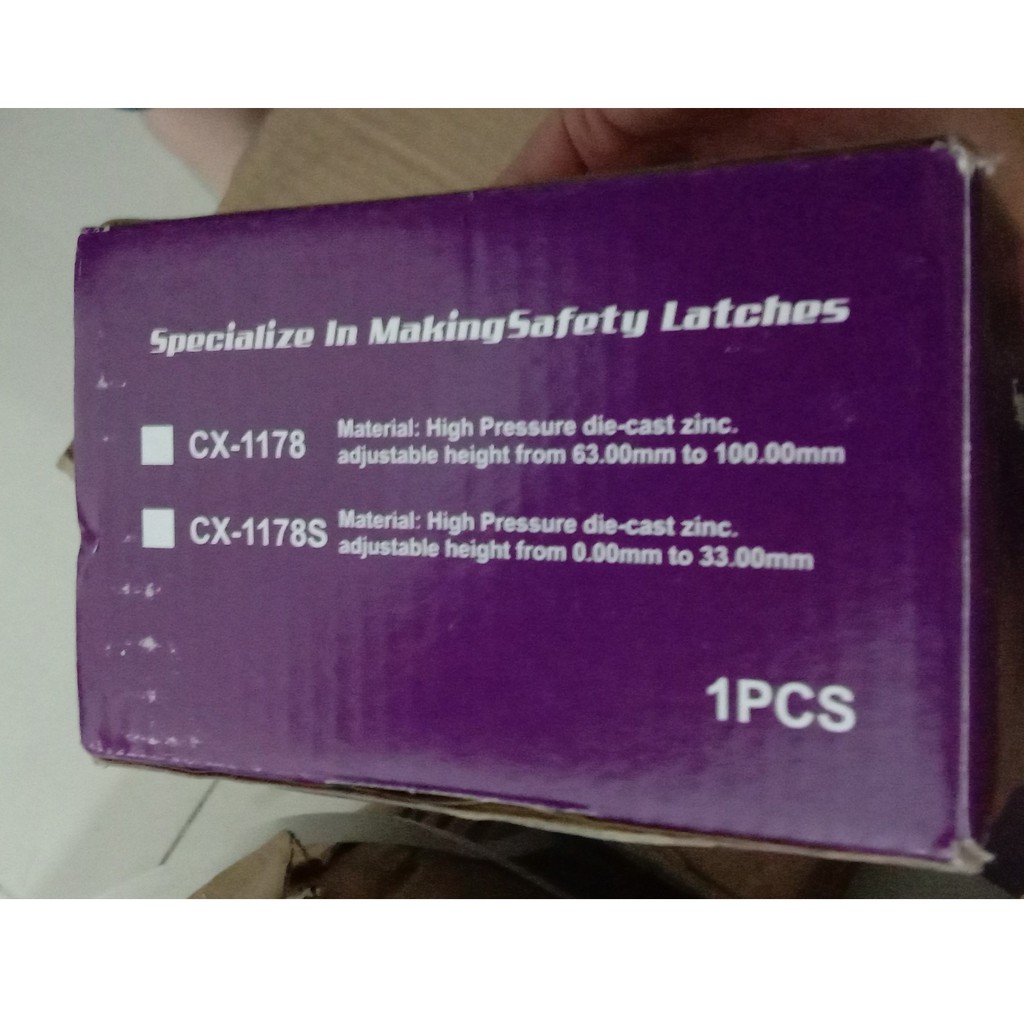 Specialize In MakingSafety Latches
CX-1178
Material: High Pressure die-cast zinc.
adjustable height from 63.00mm to 100.00mm
CX-1178S
Material: High Pressure die-cast zinc.
adjustable height from 0.00mm to 33.00mm
1PCS